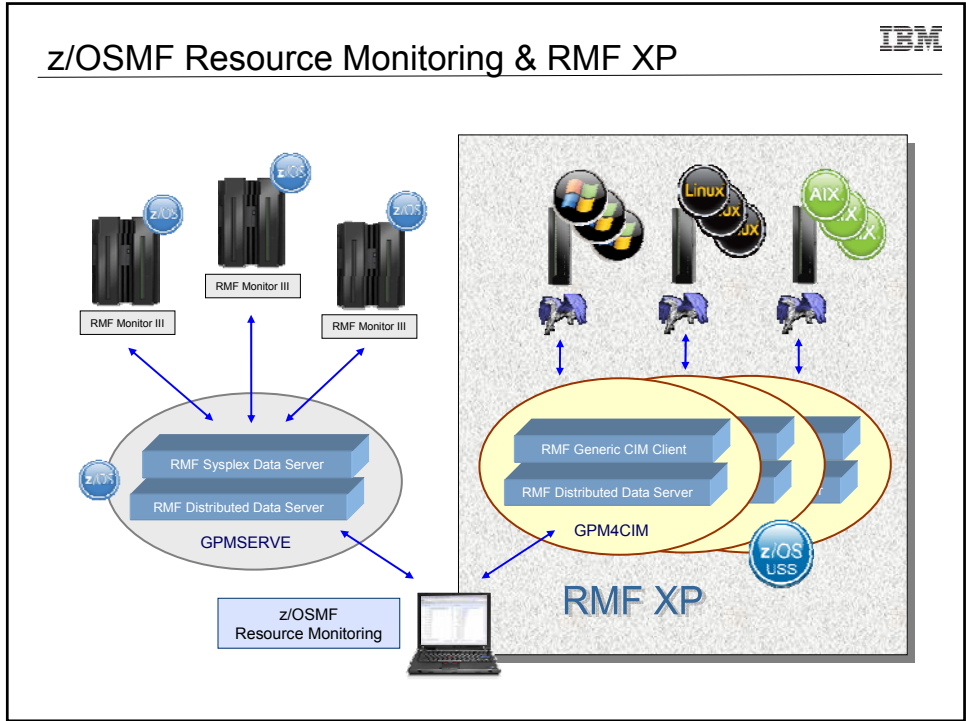 z/OSMF Resource Monitoring & RMF XP
IBM
z/OS
z/OS
z/OS
RMF Monitor III
RMF Monitor III
RMF Monitor III
Linux
AIX
RMF Sysplex Data Server
RMF Distributed Data Server
GPMSERVE
z/OS
RMF Generic CIM Client
RMF Distributed Data Server
GPM4CIM
z/OS
USS
RMF XP
z/OSMF
Resource Monitoring